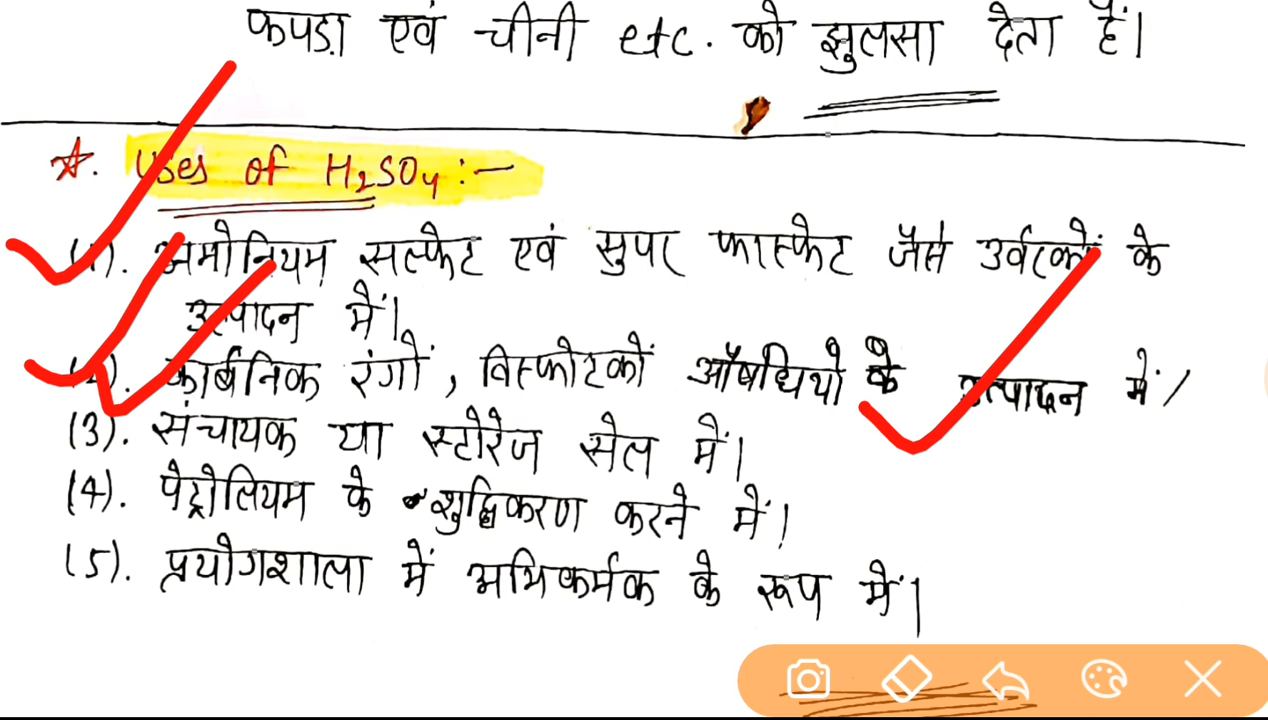 कपड़ा एवं चीनी etc. को झुलसा देता हैं।
☆. Uses of H₂SO₄ :-
(1). अमोनियम सल्फेट एवं सुपर फास्फेट जैसे उर्वरकों के
उत्पादन में।
(2). कार्बनिक रंगों, विस्फोटकों औषधियों के उत्पादन में।
(3). संचायक या स्टोरेज सेल में।
(4). पेट्रोलियम के शुद्धिकरण करने में।
(5). प्रयोगशाला में अभिकर्मक के रूप में।